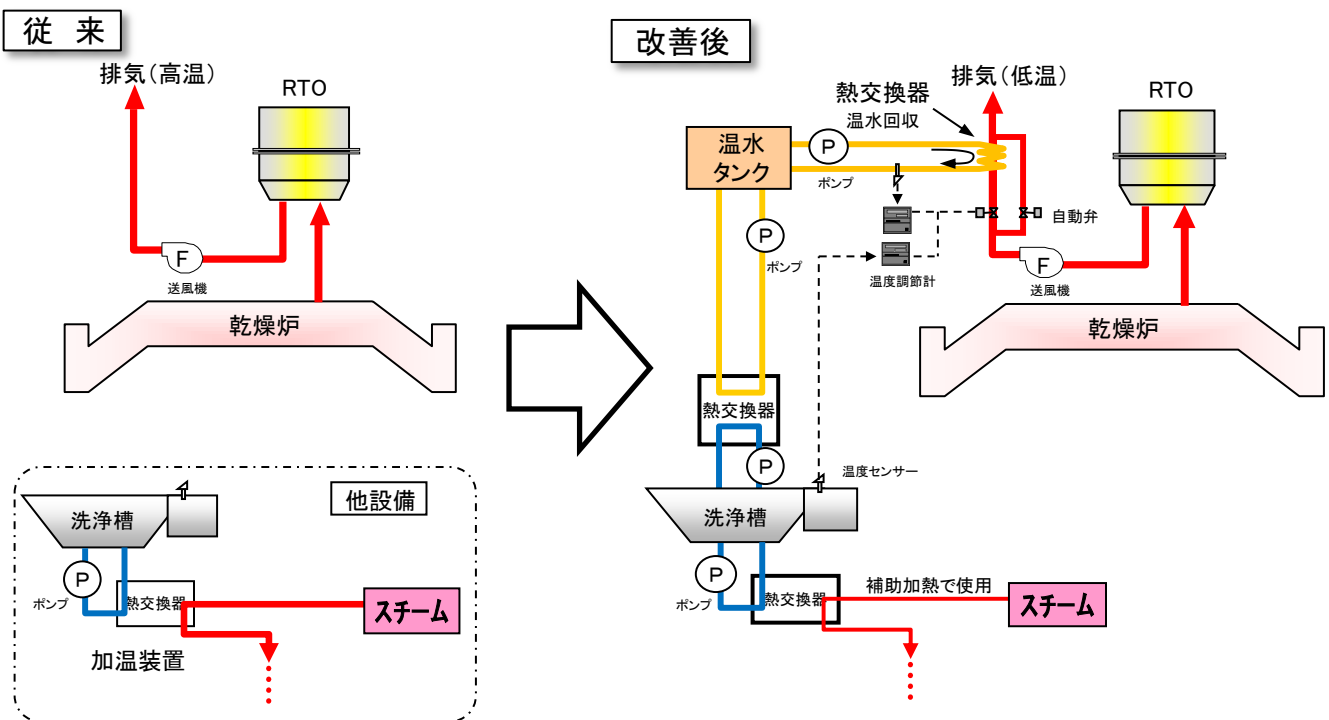 従 来
排気(高温)
RTO
F
送風機
乾燥炉
他設備
洗浄槽
P
ポンプ
熱交換器
スチーム
加温装置
改善後
排気(低温)
熱交換器
温水回収
RTO
温水
タンク
P
ポンプ
自動弁
P
ポンプ
温度調節計
F
送風機
乾燥炉
熱交換器
P
温度センサー
洗浄槽
P
ポンプ
熱交換器
補助加熱で使用
スチーム